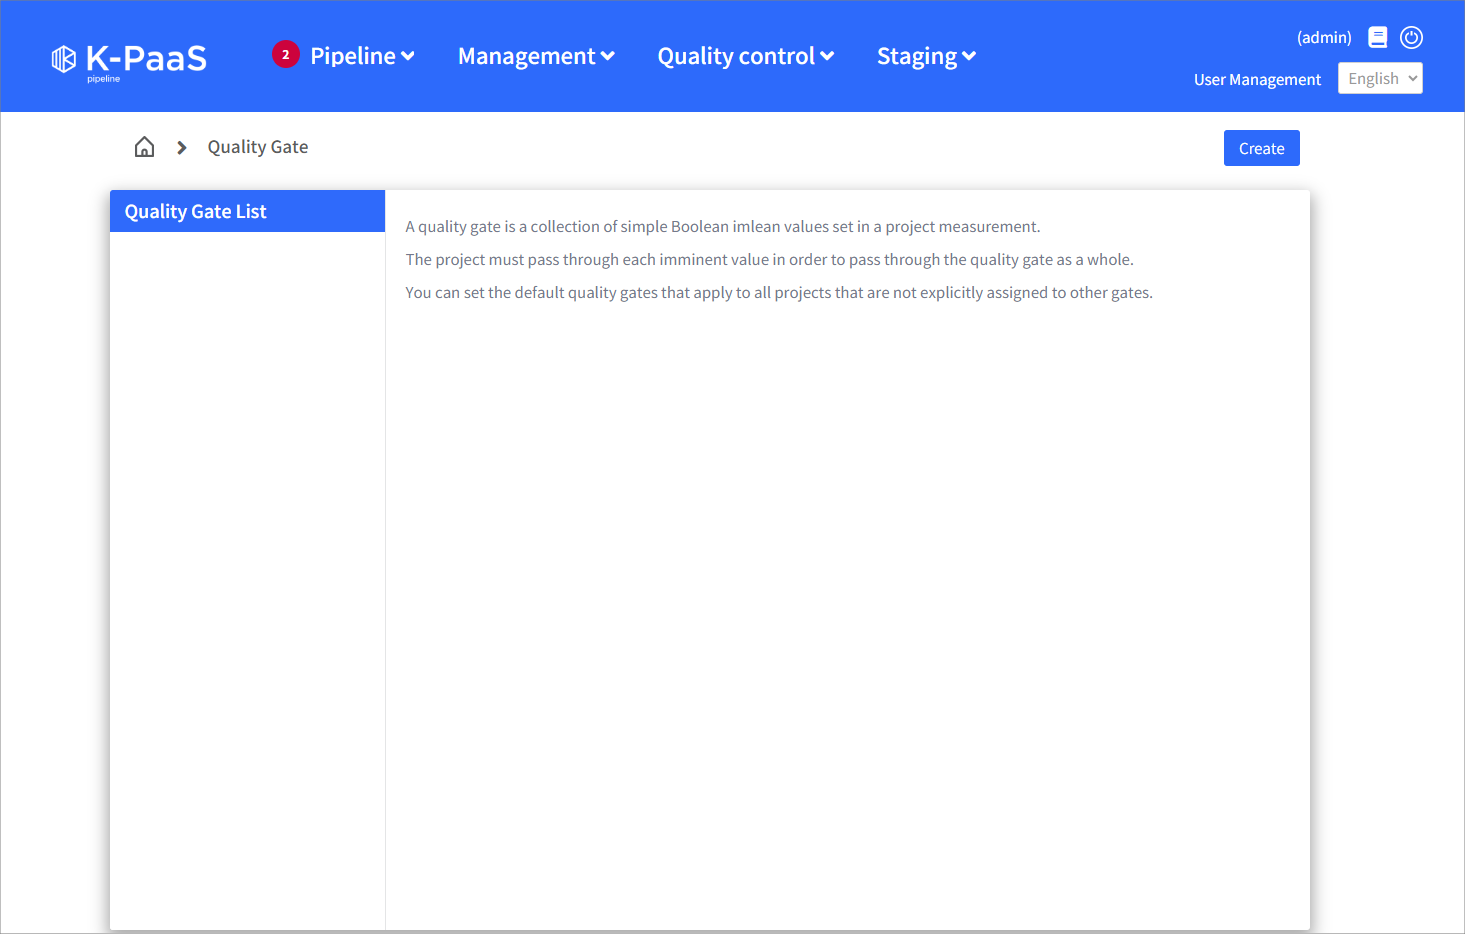 K-PaaS
pipeline
2 Pipeline Management Quality control Staging
(admin)
User Management English
Quality Gate
Create
Quality Gate List
A quality gate is a collection of simple Boolean imlean values set in a project measurement.
The project must pass through each imminent value in order to pass through the quality gate as a whole.
You can set the default quality gates that apply to all projects that are not explicitly assigned to other gates.